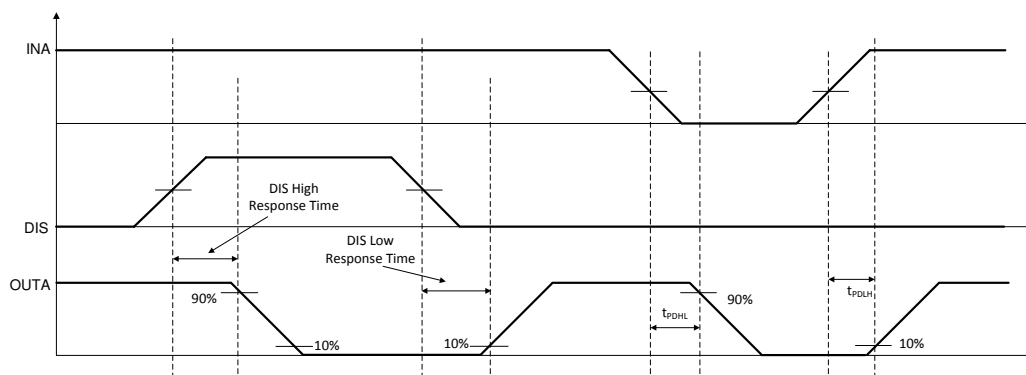 INA
DIS High
Response Time
DIS
DIS Low
Response Time
OUTA
90%
10%
10%
tPDHL
90%
tPDLH
10%